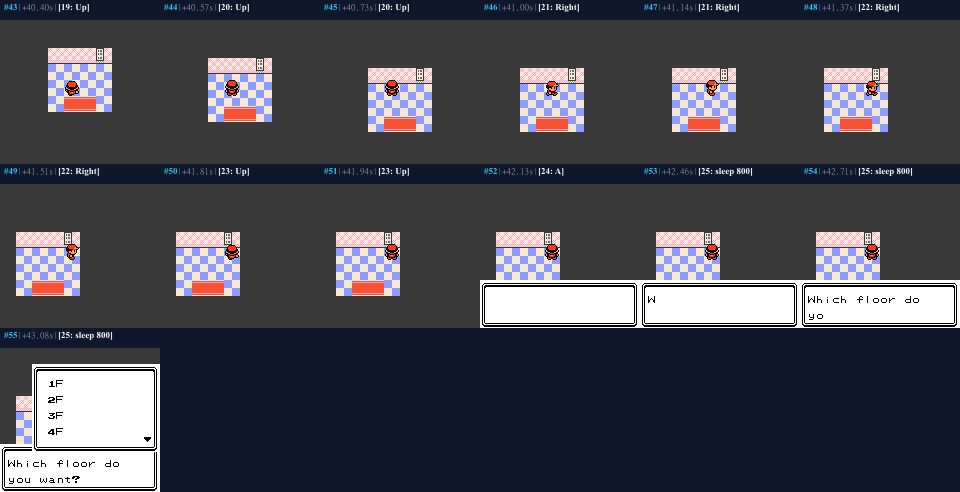 #43|+40.40s|[19: Up]
#44|+40.57s|[20: Up]
#45|+40.73s|[20: Up]
#46|+41.00s|[21: Right]
#47|+41.14s|[21: Right]
#48|+41.37s|[22: Right]
#49|+41.51s|[22: Right]
#50|+41.81s|[23: Up]
#51|+41.94s|[23: Up]
#52|+42.13s|[24: A]
#53|+42.46s|[25: sleep 800]
#54|+42.71s|[25: sleep 800]
W
Which floor do
yo
#55|+43.08s|[25: sleep 800]
1F
2F
3F
4F
Which floor do
you want?